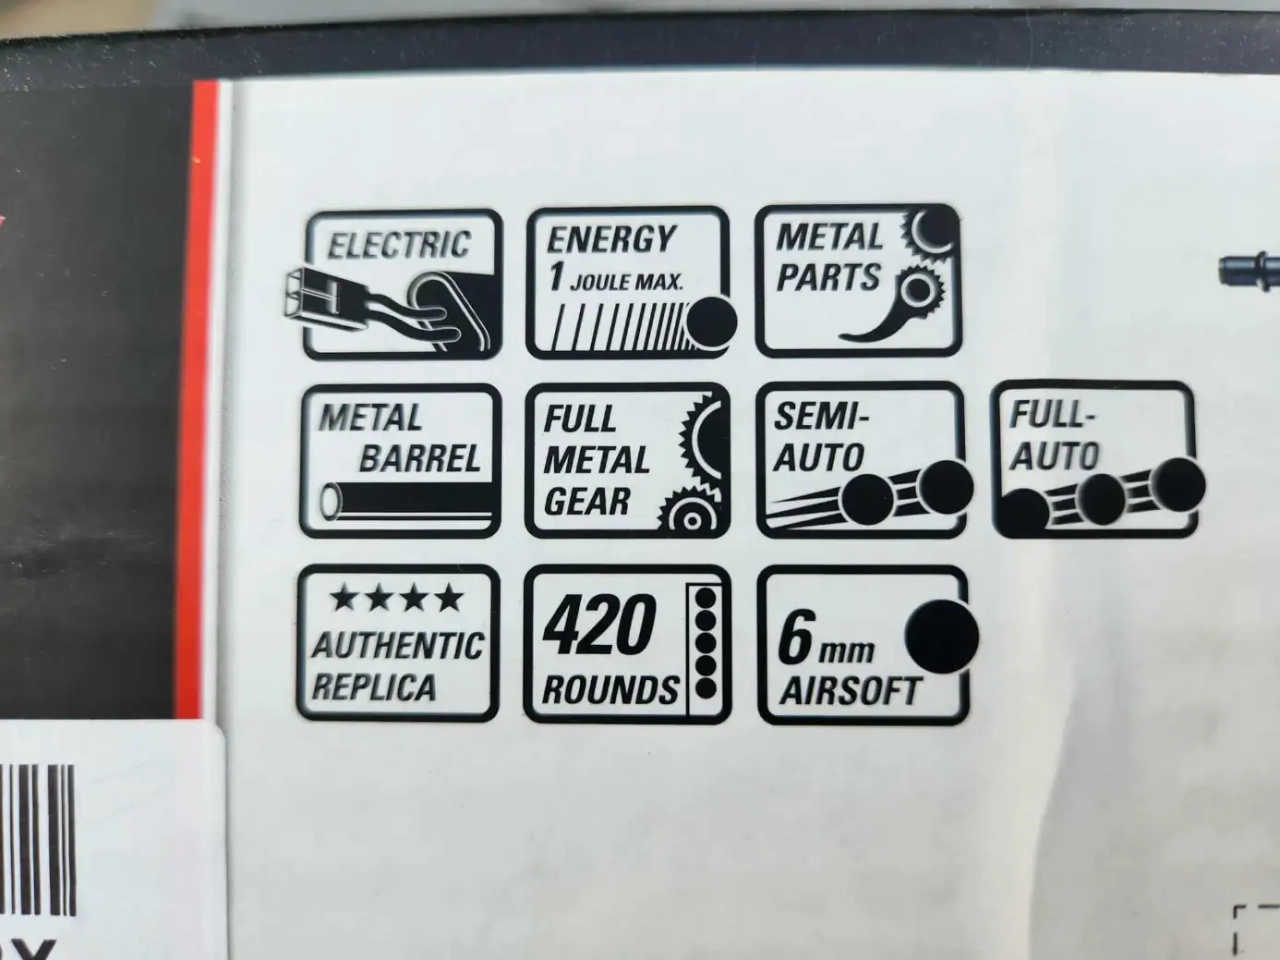 ELECTRIC
ENERGY
1 JOULE MAX.
METAL
PARTS
METAL
BARREL
FULL
METAL
GEAR
SEMI-
AUTO
FULL-
AUTO
AUTHENTIC
REPLICA
420
ROUNDS
6 mm
AIRSOFT